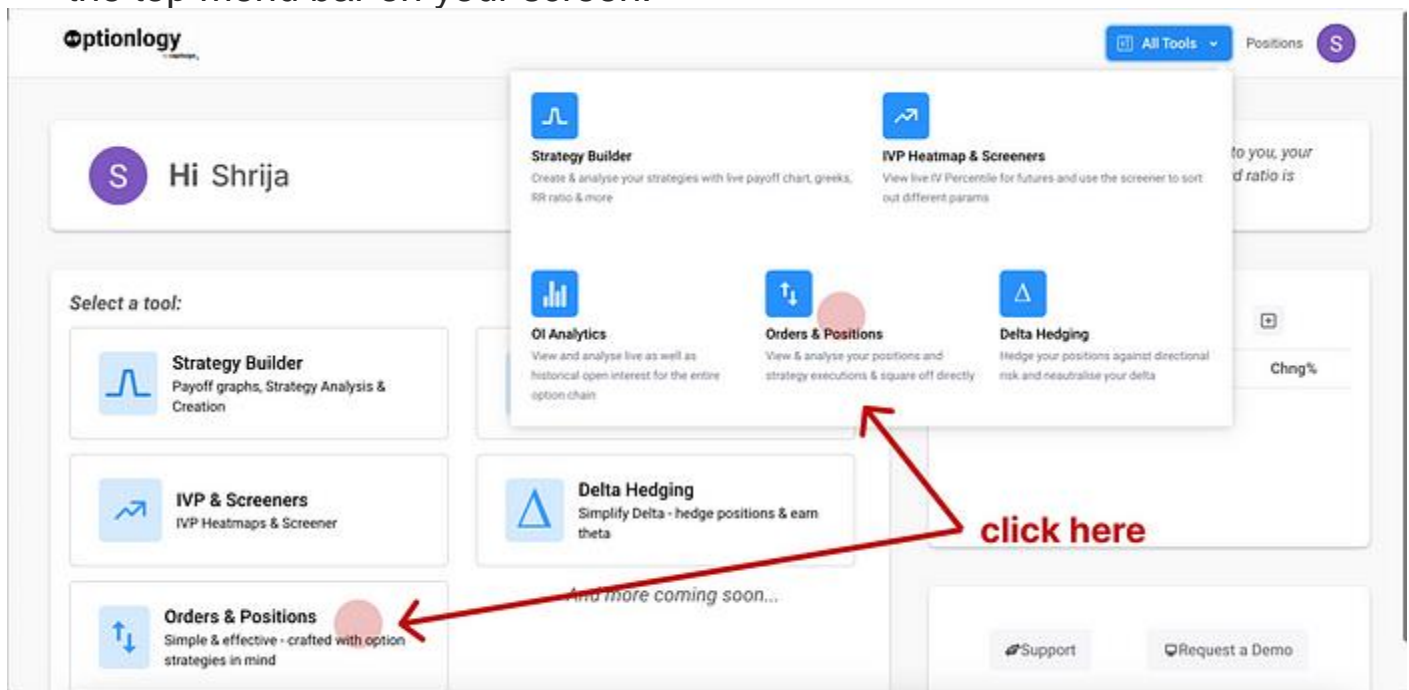 the top menu bar on your screen.
Optionlogy
All Tools
Positions
S
Strategy Builder
Create & analyse your strategies with live payoff chart, greeks,
RR ratio & more
IVP Heatmap & Screeners
View live IV Percentile for futures and use the screener to sort
out different params
to you, your
d ratio is
S
Hi Shrija
OI Analytics
View and analyse live as well as
historical open interest for the entire
option chain
Orders & Positions
View & analyse your positions and
strategy executions & square off directly
Delta Hedging
Hedge your positions against directional
risk and neautralise your delta
Select a tool:
Strategy Builder
Payoff graphs, Strategy Analysis &
Creation
Chng%
IVP & Screeners
IVP Heatmaps & Screener
Delta Hedging
Simplify Delta - hedge positions & earn
theta
click here
Orders & Positions
Simple & effective - crafted with option
strategies in mind
And more coming soon...
Support
Request a Demo